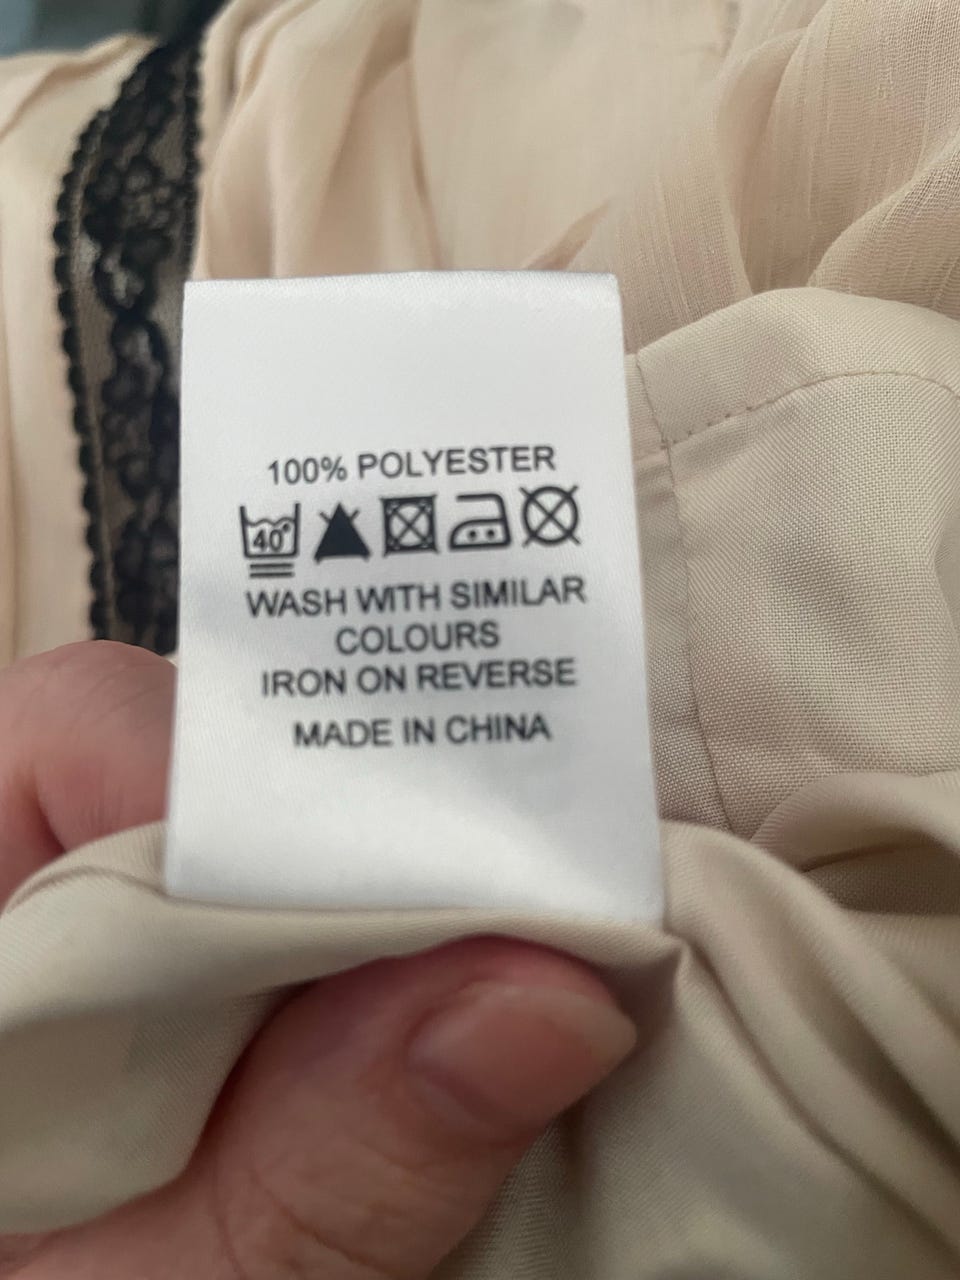 100% POLYESTER
40°
WASH WITH SIMILAR
COLOURS
IRON ON REVERSE
MADE IN CHINA